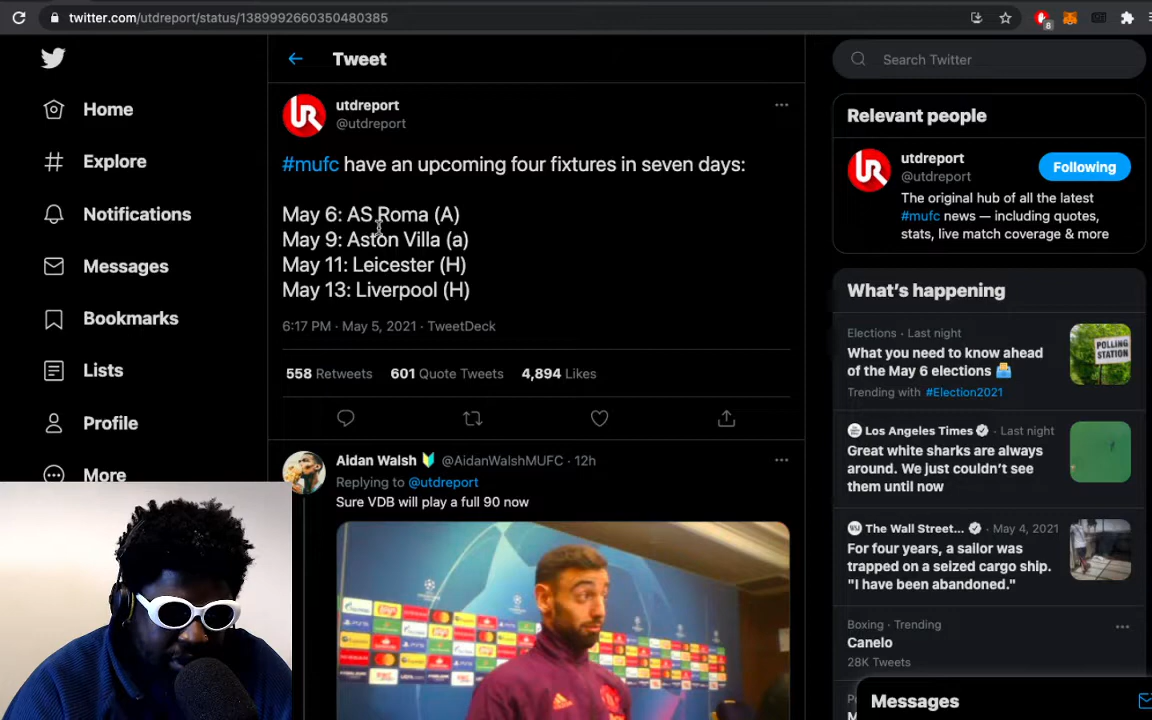 twitter.com/utdreport/status/1389992660350480385
8
Home
Explore
Notifications
Messages
Bookmarks
Lists
Profile
More
Tweet
utdreport
@utdreport
#mufc have an upcoming four fixtures in seven days:
May 6: AS Roma (A)
May 9: Aston Villa (a)
May 11: Leicester (H)
May 13: Liverpool (H)
6:17 PM · May 5, 2021 · TweetDeck
558 Retweets 601 Quote Tweets 4,894 Likes
Aidan Walsh @AidanWalshMUFC · 12h
Replying to @utdreport
Sure VDB will play a full 90 now
Search Twitter
Relevant people
utdreport
@utdreport
Following
The original hub of all the latest
#mufc news — including quotes,
stats, live match coverage & more
What's happening
Elections · Last night
What you need to know ahead
of the May 6 elections
Trending with #Election2021
POLLING
STATION
Los Angeles Times · Last night
Great white sharks are always
around. We just couldn't see
them until now
The Wall Street... · May 4, 2021
For four years, a sailor was
trapped on a seized cargo ship.
"I have been abandoned."
Boxing · Trending
Canelo
28K Tweets
Messages